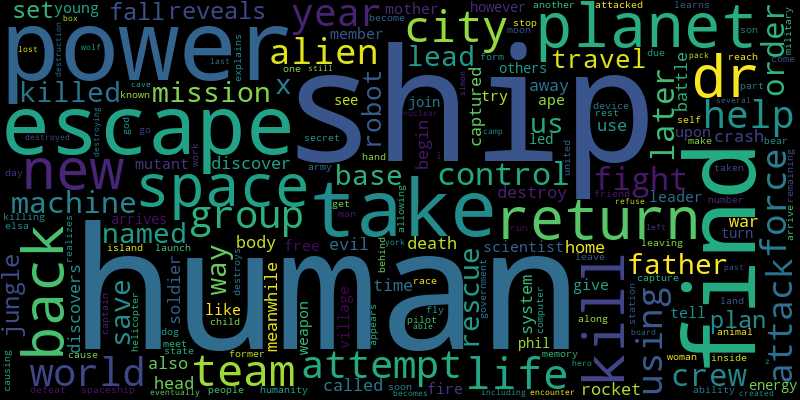 set young fall reveals year mother however become another attacked learns
box power member stop moon son due military
lost destruction wolf last explains alien city planet order
killed known mission one still lead form travel dr come
destroyed cave go x robot see others pack reach later battle must
escape god secret join try away ape us device part help
destroying work captured begin led use rest simon nuclear several self upon crash make
new mutant discover hand ship camp united fight bear
day machine army base control destroy leader taken remaining
killing arrives space take friend number find
elsa named group get man allowing return refuse war turn arrive
realizes island launch body free evil death scientist run left home leaving force
back jungle discovers save soldier helicopter destroys way meanwhile human behind work time rescue government system give leave kill father past attack
like child weapon village appears race fly pilot able computer along station capture tell land plan
dog meet state phil memory board woman animal inside z
causing cause world also former team attempt life hero using crew energy
defeat spaceship eventually head people humanity called soon becomes fire including encounter rocket ability created